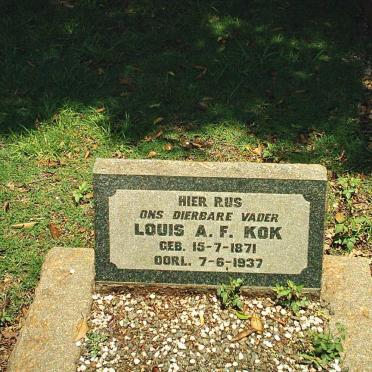 HIER RUS
ONS DIERBARE VADER
LOUIS A. F. KOK
GEB. 15-7-1871
OORL. 7-6-1937